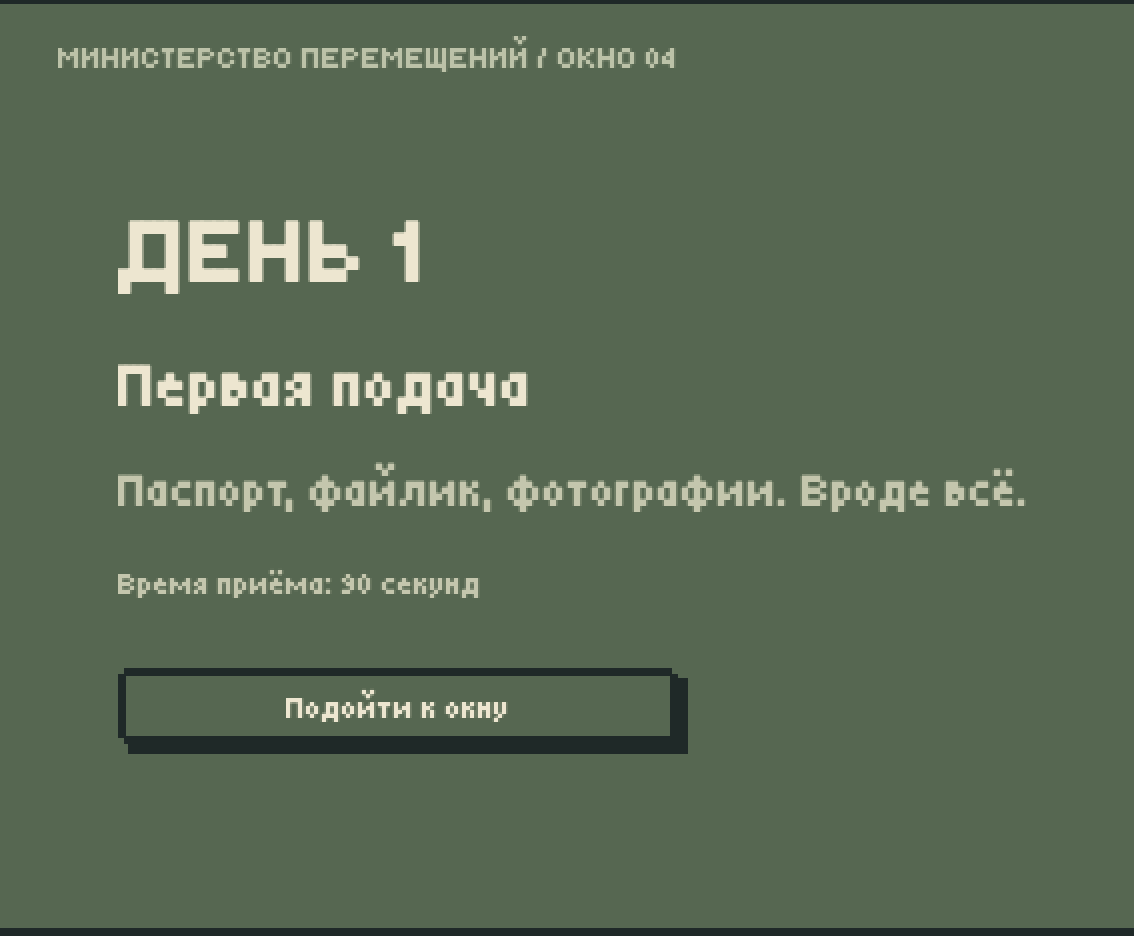 МИНИСТЕРСТВО ПЕРЕМЕЩЕНИЙ / ОКНО 04
ДЕНЬ 1
Первая подача
Паспорт, файлик, фотографии. Вроде всё.
Время приёма: 90 секунд
Подойти к окну